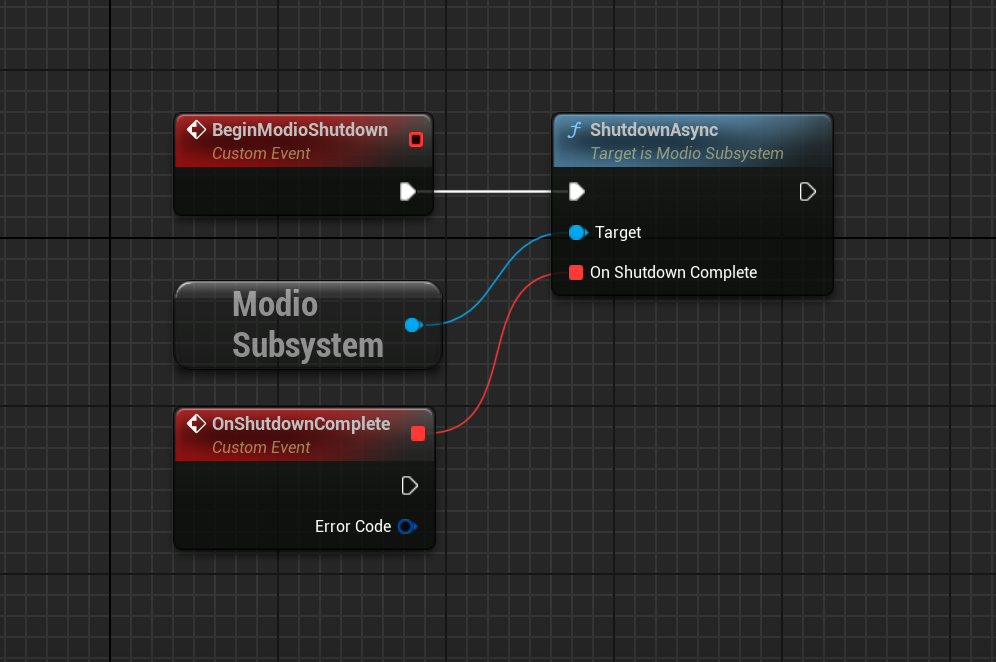 BeginModioShutdown
Custom Event
f ShutdownAsync
Target is Modio Subsystem
Target
On Shutdown Complete
Modio
Subsystem
OnShutdownComplete
Custom Event
Error Code